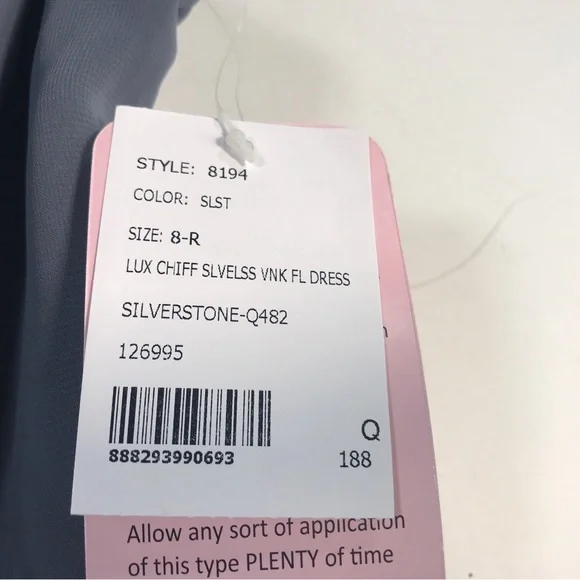 STYLE: 8194
COLOR: SLST
SIZE: 8-R
LUX CHIFF SLVELSS VNK FL DRESS
SILVERSTONE-Q482
126995
888293990693
Q
188
Allow any sort of application
of this type PLENTY of time